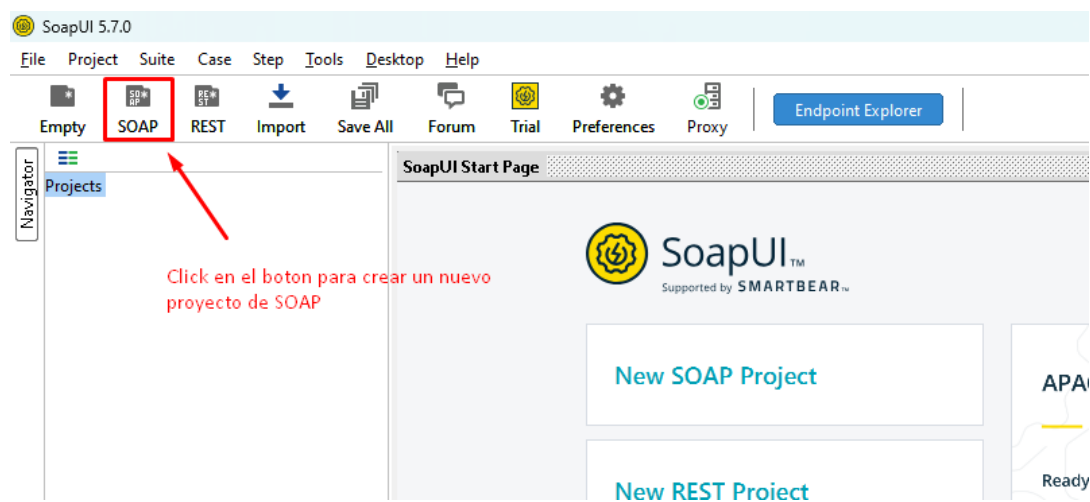 SoapUI 5.7.0
File Project Suite Case Step Tools Desktop Help
Empty SOAP REST Import Save All Forum Trial Preferences Proxy Endpoint Explorer
Navigator
Projects
SoapUI Start Page
SoapUI™
Supported by SMARTBEAR™
Click en el boton para crear un nuevo
proyecto de SOAP
New SOAP Project
New REST Project
Ready